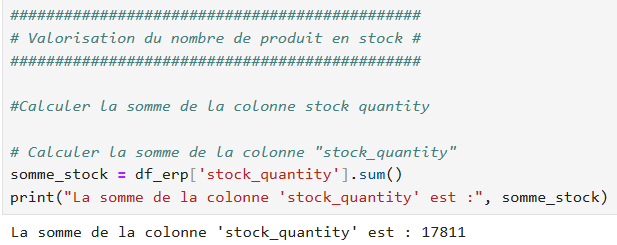 ##############################################
# Valorisation du nombre de produit en stock #
##############################################
#Calculer la somme de la colonne stock quantity
# Calculer la somme de la colonne "stock_quantity"
somme_stock = df_erp['stock_quantity'].sum()
print("La somme de la colonne 'stock_quantity' est :", somme_stock)
La somme de la colonne 'stock_quantity' est : 17811